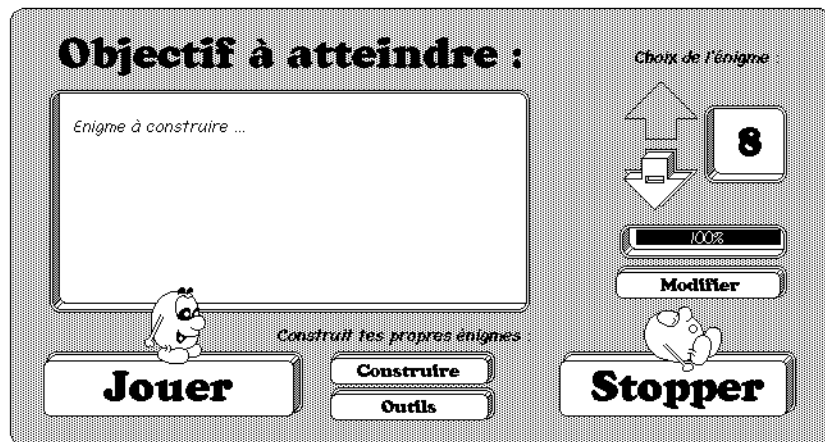 Objectif à atteindre :
Choix de l'énigme :
Enigme à construire ...
8
100%
Modifier
Construit tes propres énigmes :
Jouer
Construire
Outils
Stopper